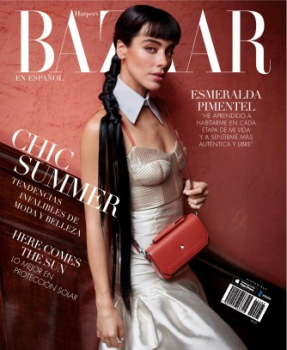 Harper's
BAZAAR
EN ESPAÑOL
ESMERALDA
PIMENTEL
"HE APRENDIDO A
HABITARME EN CADA
ETAPA DE MI VIDA
Y A SENTIRME MÁS
AUTÉNTICA Y LIBRE"
CHIC
SUMMER
TENDENCIAS
INFALIBLES DE
MODA Y BELLEZA
HERE COMES
THE SUN
LO MEJOR EN
PROTECCIÓN SOLAR